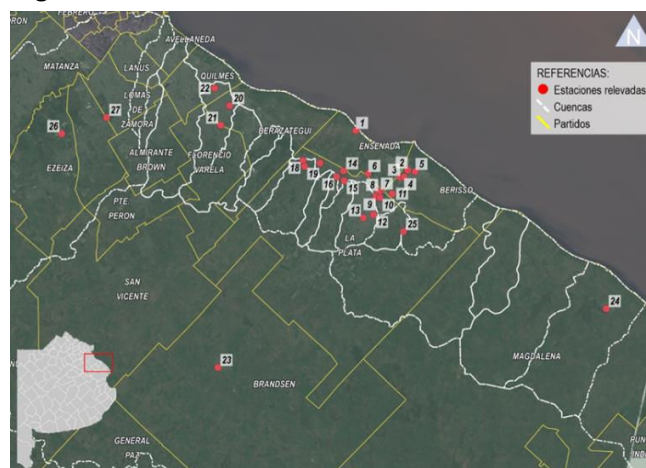 FEBRERO
MATANZA
LANUS
AVELLANEDA
QUILMES
LOMAS
DE
ZAMORA
22
20
27
26
21
BERAZATEGUI
1
ENSENADA
EZEIZA
ALMIRANTE
BROWN
FLORENCIO
VARELA
18
19
14
6
3
2
5
16
15
8
7
4
BERISSO
9
10
11
13
12
25
PTE.
PERON
LA
PLATA
SAN
VICENTE
24
23
BRANDSEN
MAGDALENA
GENERAL
PAZ
N
REFERENCIAS:
Estaciones relevadas
Cuencas
Partidos